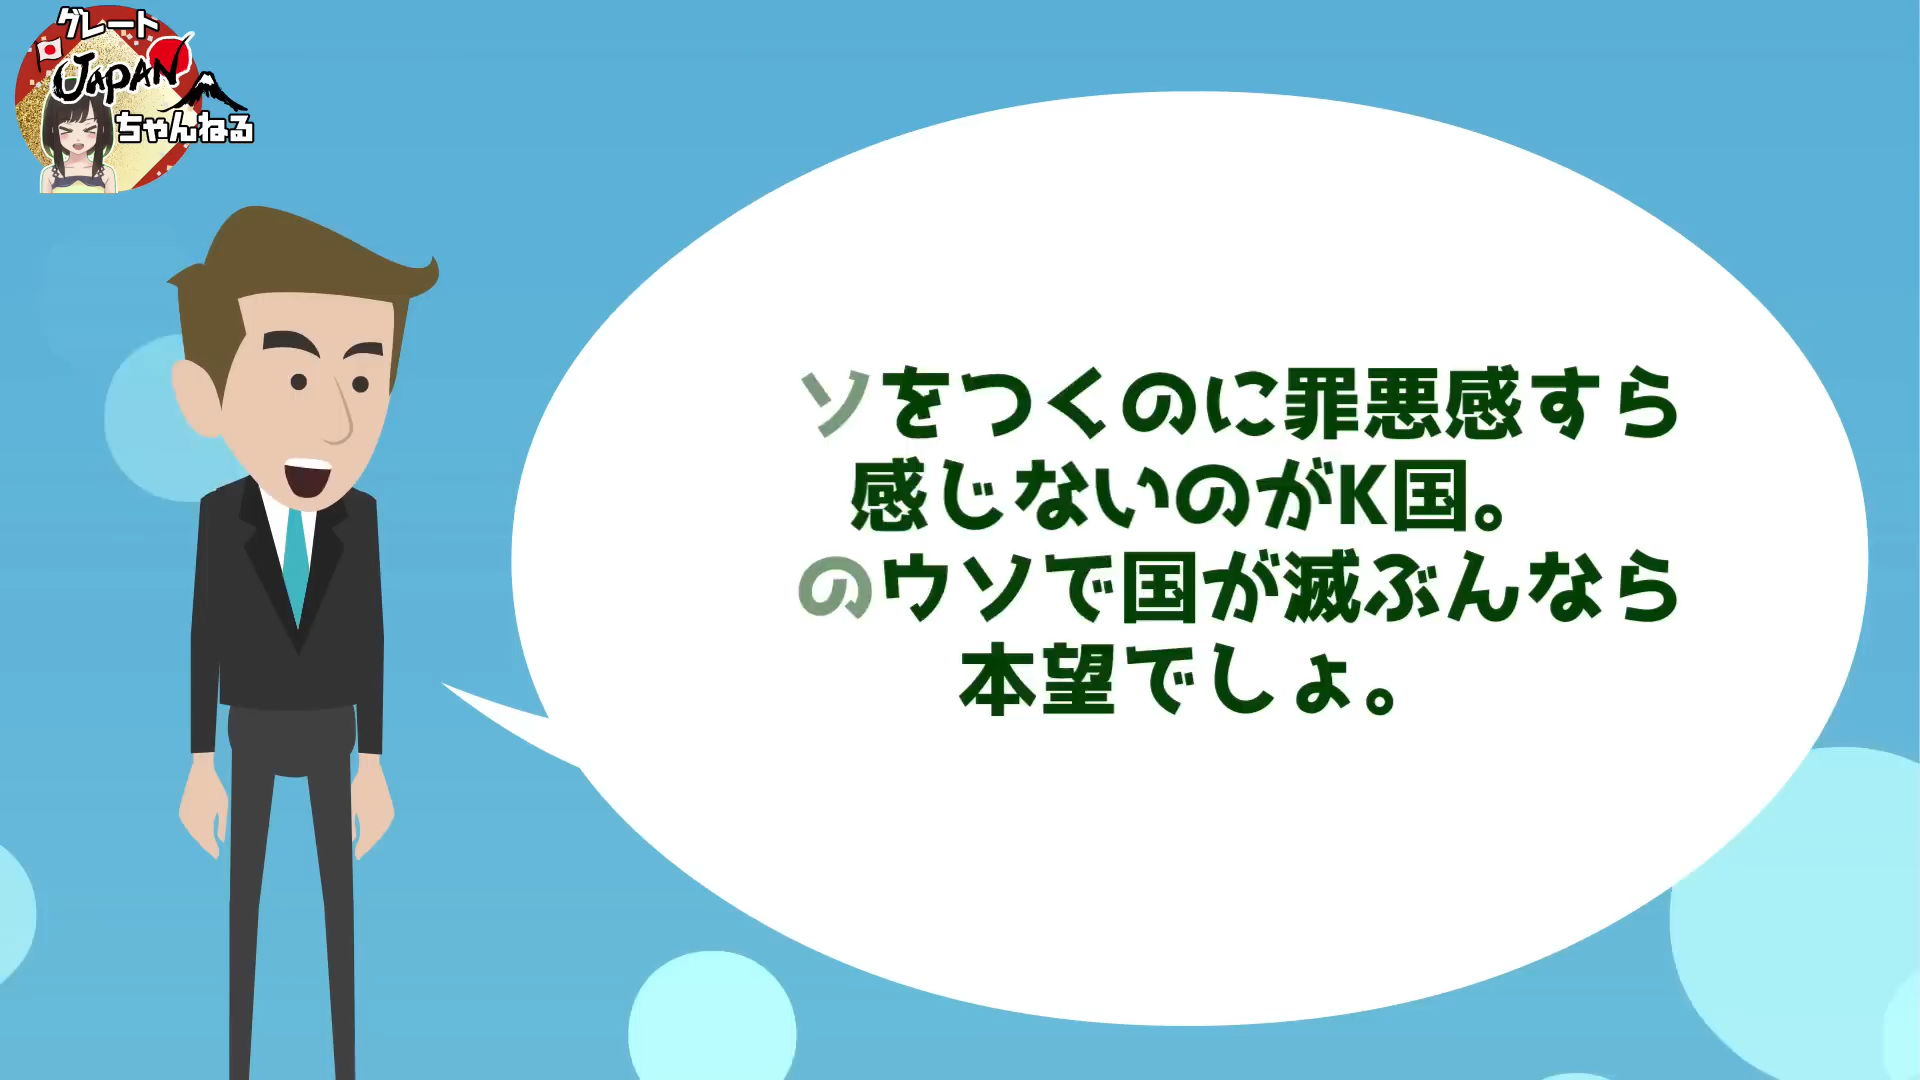 グレート
JAPAN
ちゃんねる
ソをつくのに罪悪感すら
感じないのがK国。
のウソで国が滅ぶんなら
本望でしょ。